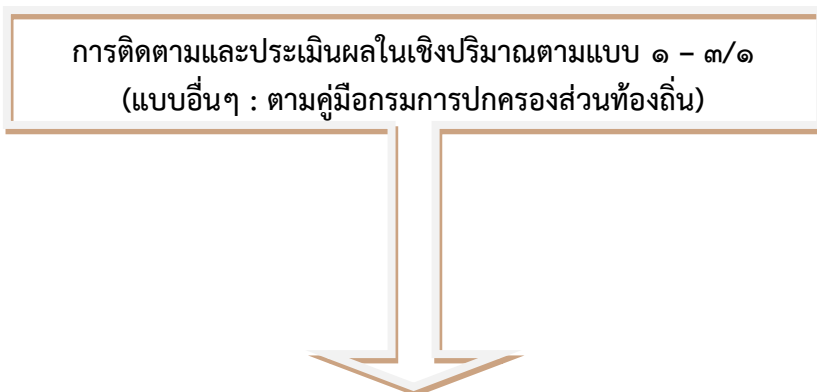 การติดตามและประเมินผลในเชิงปริมาณตามแบบ ๑ – ๓/๑
(แบบอื่นๆ : ตามคู่มือกรมการปกครองส่วนท้องถิ่น)